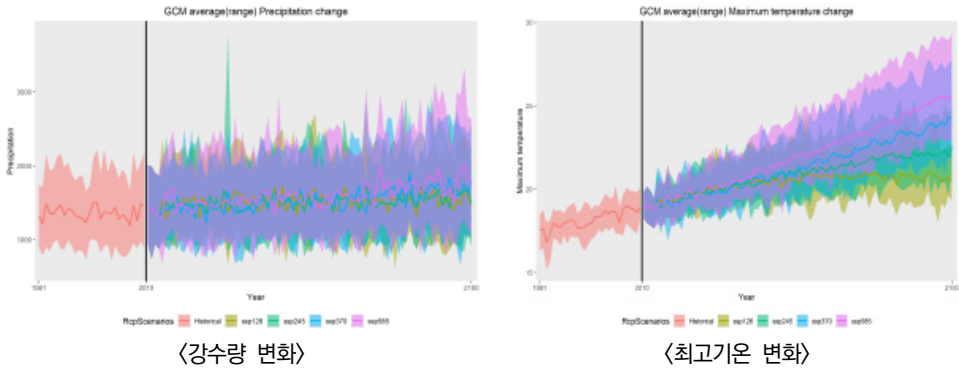 GCM average(range) Precipitation change
Precipitation
3000
2000
1000
1981
2010
2100
Year
RcpScenarios Historical ssp126 ssp245 ssp370 ssp585
<강수량 변화>
GCM average(range) Maximum temperature change
Maximum temperature
30
25
20
15
1981
2010
2100
Year
RcpScenarios Historical ssp126 ssp245 ssp370 ssp585
<최고기온 변화>